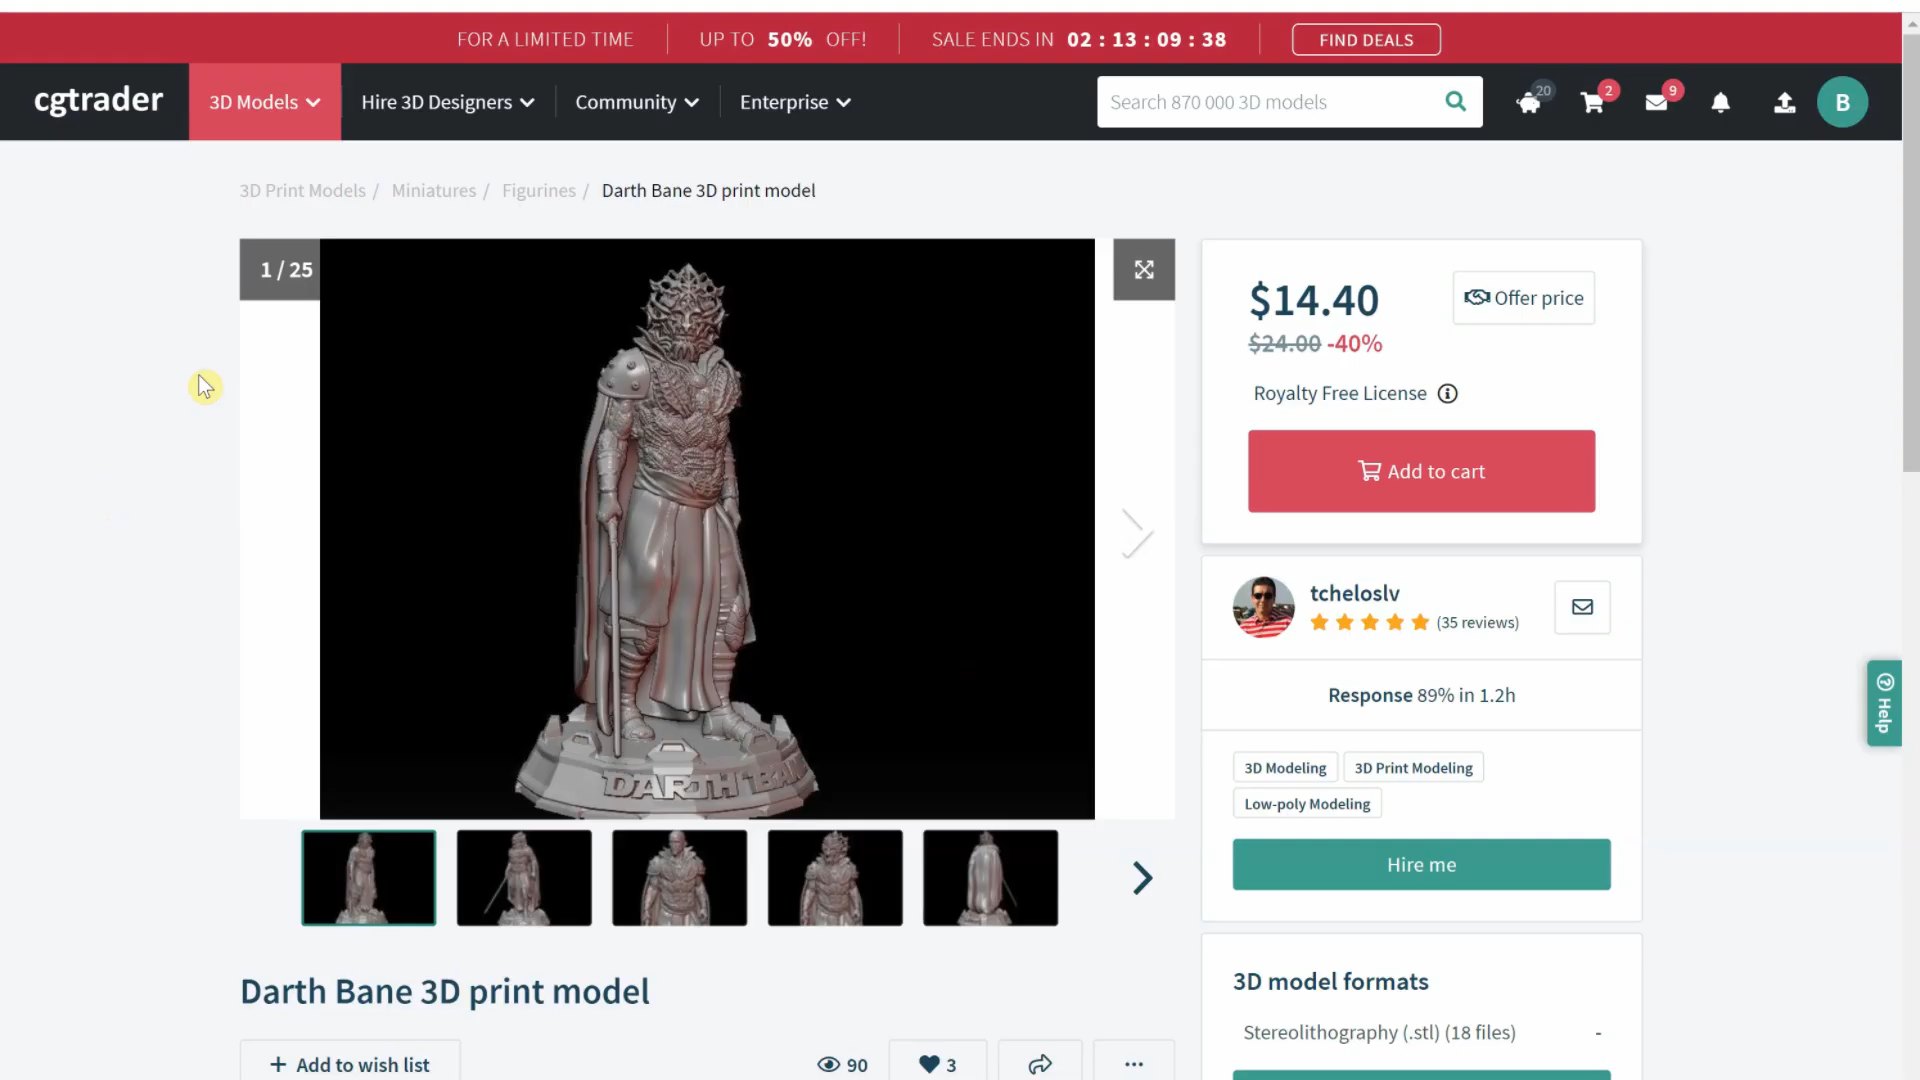 FOR A LIMITED TIME
UP TO 50% OFF!
SALE ENDS IN 02 : 13 : 09 : 38
FIND DEALS
cgtrader
3D Models
Hire 3D Designers
Community
Enterprise
Search 870 000 3D models
20
2
9
B
3D Print Models / Miniatures / Figurines / Darth Bane 3D print model
1 / 25
$14.40
Offer price
$24.00 -40%
Royalty Free License
Add to cart
DARTH BANE
tcheloslv
(35 reviews)
Response 89% in 1.2h
3D Modeling
3D Print Modeling
Low-poly Modeling
Hire me
Help
Darth Bane 3D print model
+ Add to wish list
90
3
...
3D model formats
Stereolithography (.stl) (18 files) -